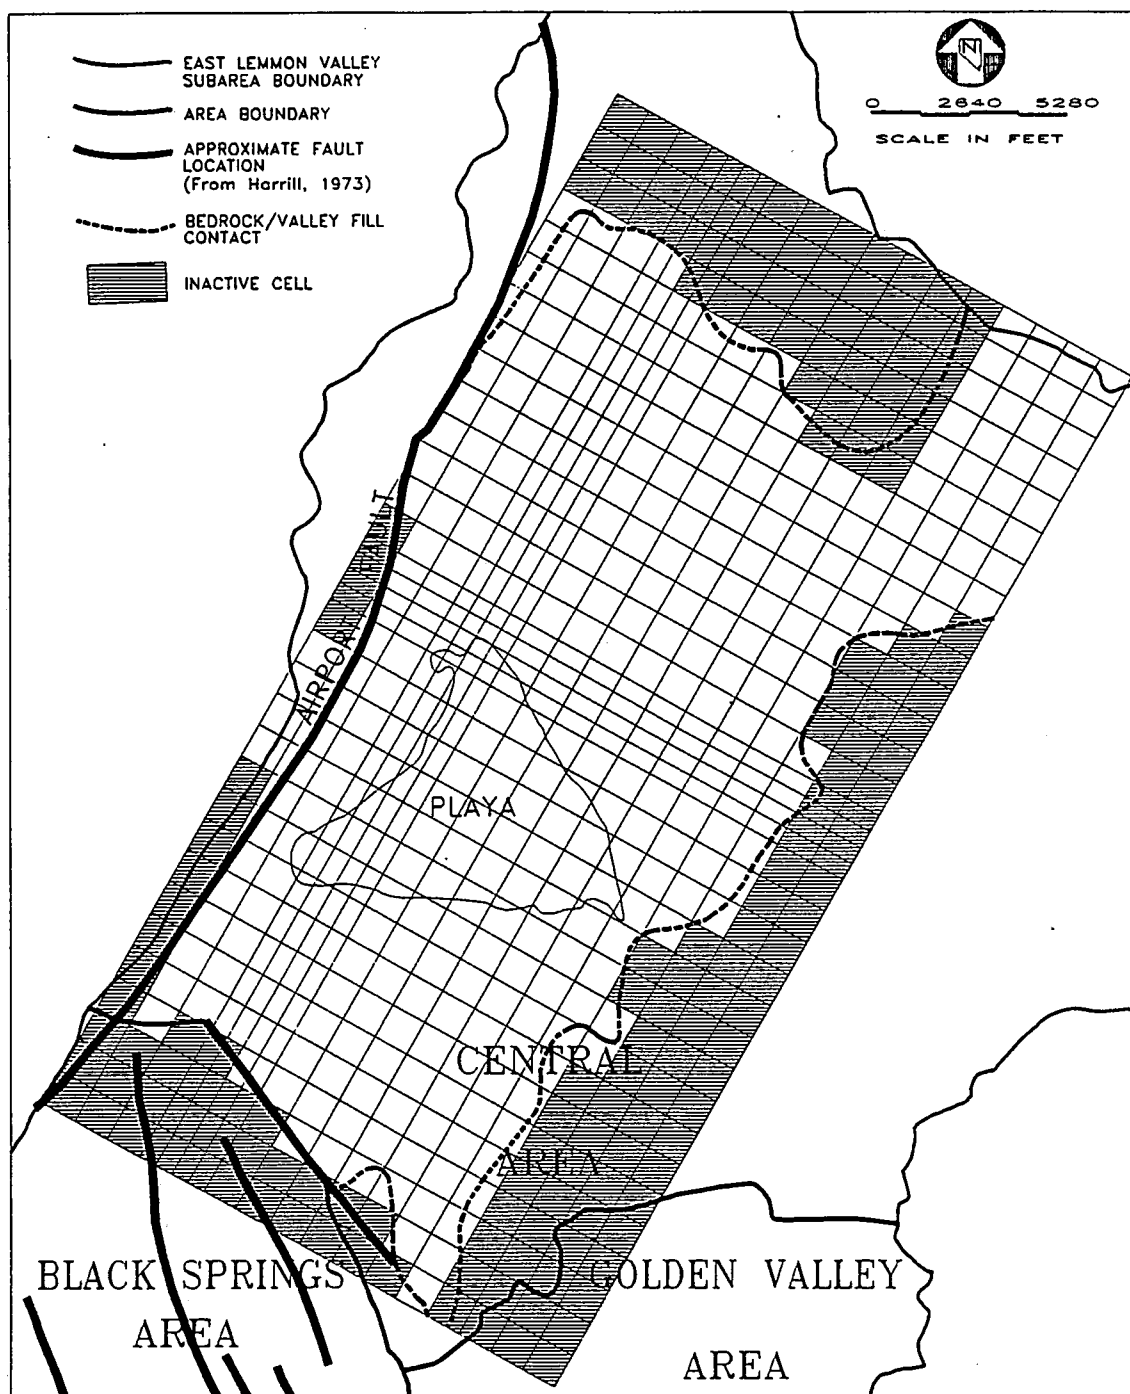 EAST LEMMON VALLEY
SUBAREA BOUNDARY
AREA BOUNDARY
APPROXIMATE FAULT
LOCATION
(From Harrill, 1973)
BEDROCK/VALLEY FILL
CONTACT
INACTIVE CELL
N
0 2640 5280
SCALE IN FEET
AIRPORT FAULT
PLAYA
CENTRAL
AREA
BLACK SPRINGS
AREA
GOLDEN VALLEY
AREA